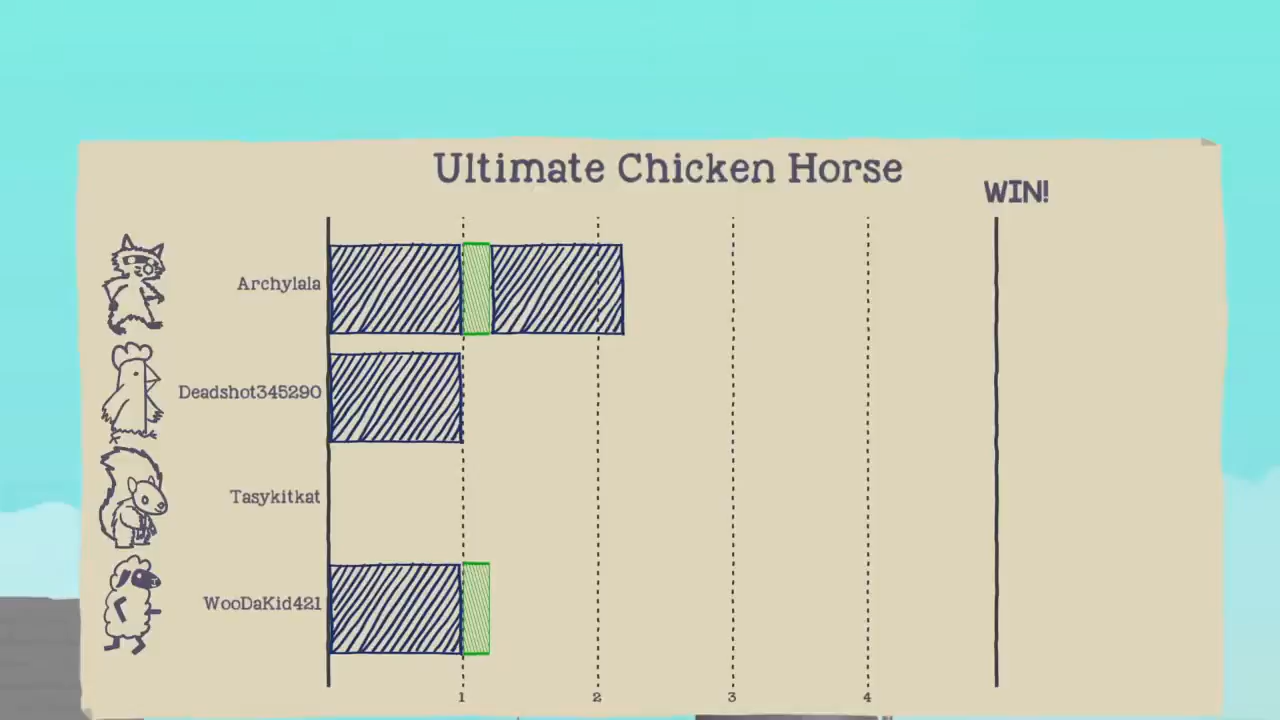 Ultimate Chicken Horse
WIN!
Archylala
Deadshot345290
Tasykitkat
WooDaKid421
1 2 3 4